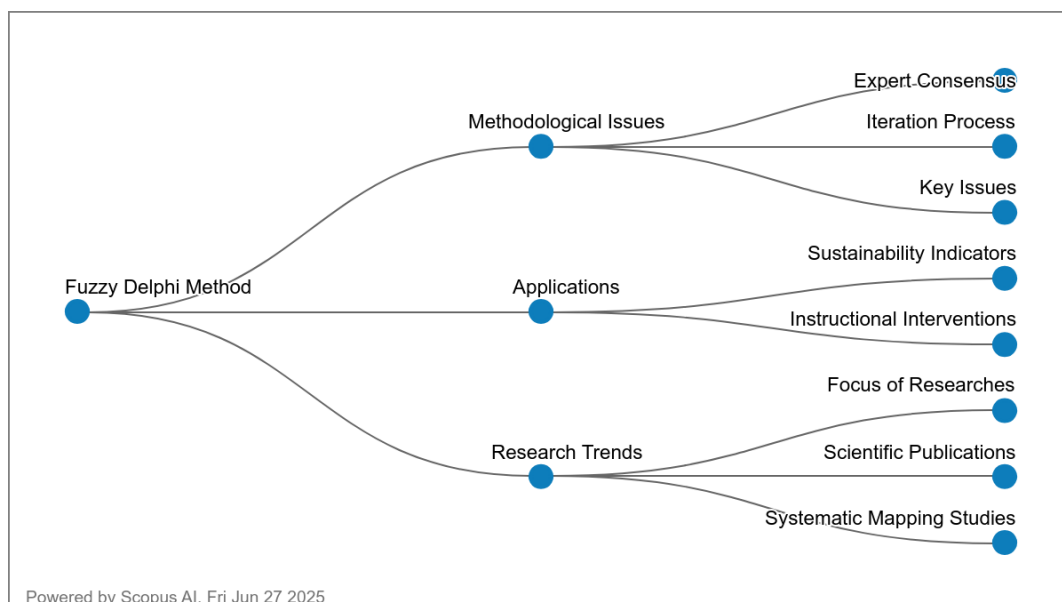 Expert Consensus
Methodological Issues
Iteration Process
Key Issues
Sustainability Indicators
Fuzzy Delphi Method
Applications
Instructional Interventions
Focus of Researches
Research Trends
Scientific Publications
Systematic Mapping Studies
Powered by Scopus AI, Fri Jun 27 2025